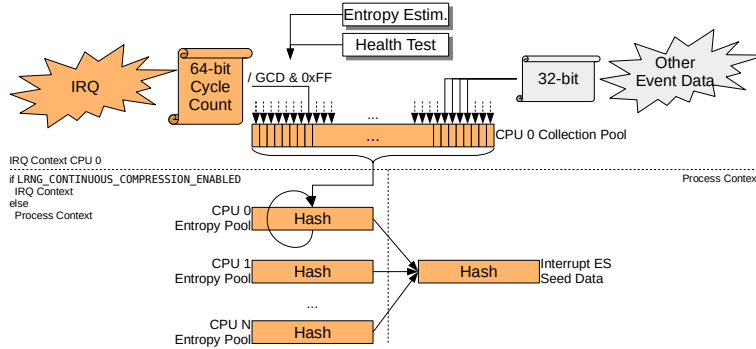 Entropy Estim.
Health Test
IRQ
64-bit
Cycle
Count
/ GCD & 0xFF
...
32-bit
Other
Event Data
...
CPU 0 Collection Pool
IRQ Context CPU 0
if LRNG_CONTINUOUS_COMPRESSION_ENABLED
IRQ Context
else
Process Context
Process Context
CPU 0
Entropy Pool
Hash
CPU 1
Entropy Pool
Hash
Hash
Interrupt ES
Seed Data
...
CPU N
Entropy Pool
Hash